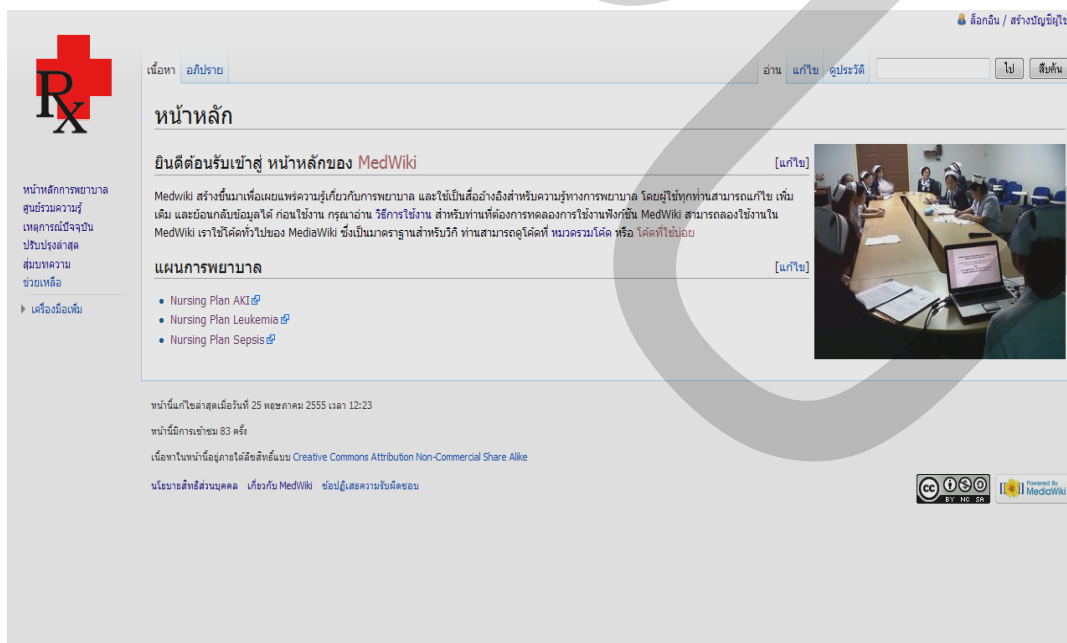 ล็อกอิน / สร้างบัญชีผู้ใช้
Rx
เนื้อหา อภิปราย อ่าน แก้ไข ดูประวัติ ไป สืบค้น
หน้าหลัก
ยินดีต้อนรับเข้าสู่ หน้าหลักของ MedWiki [แก้ไข]
Medwiki สร้างขึ้นมาเพื่อเผยแพร่ความรู้เกี่ยวกับการพยาบาล และใช้เป็นสื่ออ้างอิงสำหรับความรู้ทางการพยาบาล โดยผู้ใช้ทุกท่านสามารถแก้ไข เพิ่ม
เติม และย้อนกลับข้อมูลได้ ก่อนใช้งาน กรุณาอ่าน วิธีการใช้งาน สำหรับท่านที่ต้องการทดลองการใช้งานฟังก์ชั่น MedWiki สามารถลองใช้งานใน
MedWiki เราใช้โค้ดทั่วไปของ MediaWiki ซึ่งเป็นมาตราฐานสำหรับวิกิ ท่านสามารถดูโค้ดที่ หมวดรวมโค้ด หรือ โค้ดที่ใช้บ่อย
แผนการพยาบาล [แก้ไข]
Nursing Plan AKI
Nursing Plan Leukemia
Nursing Plan Sepsis
หน้าหลักการพยาบาล
ศูนย์รวมความรู้
เหตุการณ์ปัจจุบัน
ปรับปรุงล่าสุด
สุ่มบทความ
ช่วยเหลือ
เครื่องมือเพิ่ม
หน้านี้แก้ไขล่าสุดเมื่อวันที่ 25 พฤษภาคม 2555 เวลา 12:23
หน้านี้มีการเข้าชม 83 ครั้ง
เนื้อหาในหน้านี้อยู่ภายใต้ลิขสิทธิ์แบบ Creative Commons Attribution Non-Commercial Share Alike
นโยบายสิทธิส่วนบุคคล เกี่ยวกับ MedWiki ข้อปฏิเสธความรับผิดชอบ
cc BY NC SA
Powered By
MediaWiki